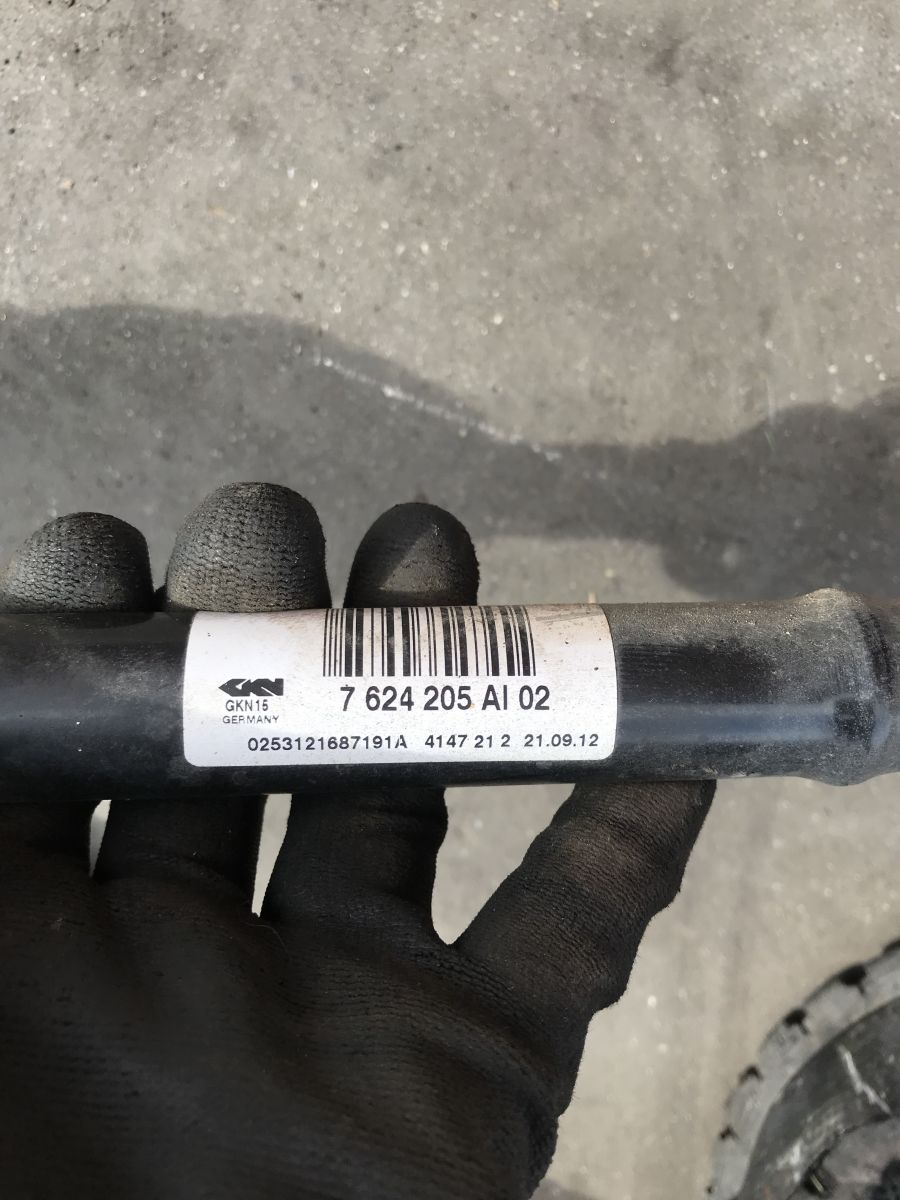 GKN
7 624 205 AI 02
GKN15
GERMANY
0253121687191A 4147 21 2 21.09.12